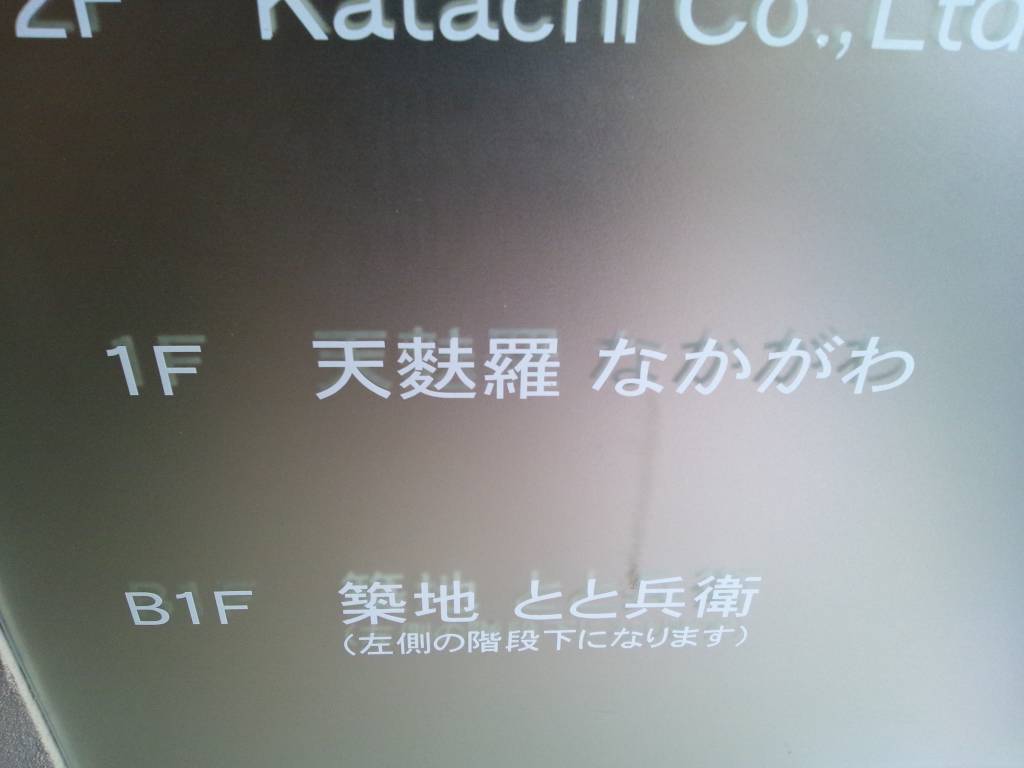 2F Katachi Co., Ltd
1F 天麩羅 なかがわ
B1F 築地 とと兵衛
(左側の階段下になります)